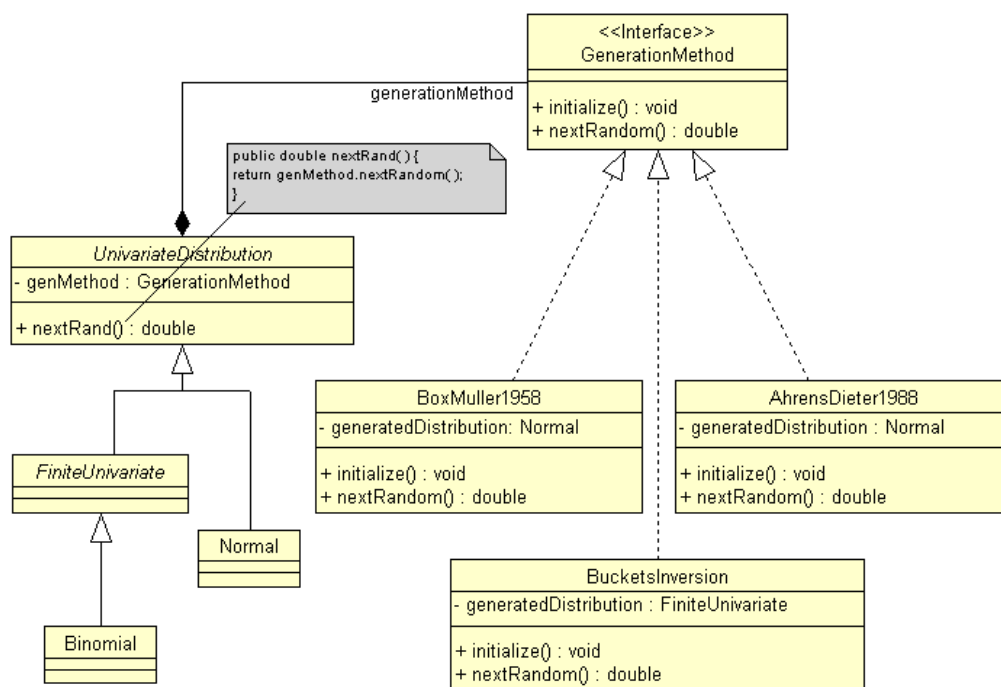 <<Interface>>
GenerationMethod
+ initialize() : void
+ nextRandom() : double
generationMethod
public double nextRand( ) {
return genMethod.nextRandom( );
}
UnivariateDistribution
- genMethod : GenerationMethod
+ nextRand() : double
BoxMuller1958
- generatedDistribution: Normal
+ initialize() : void
+ nextRandom() : double
AhrensDieter1988
- generatedDistribution : Normal
+ initialize() : void
+ nextRandom() : double
FiniteUnivariate
Normal
Binomial
BucketsInversion
- generatedDistribution : FiniteUnivariate
+ initialize() : void
+ nextRandom() : double